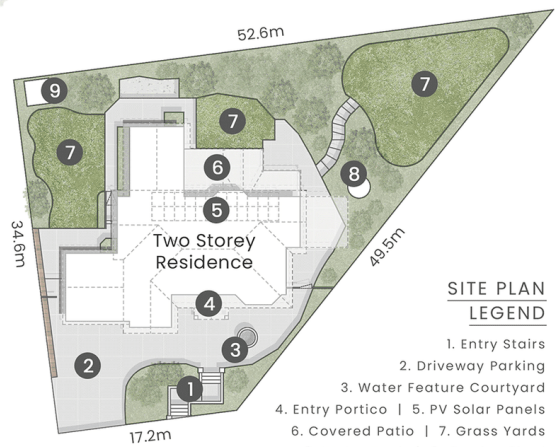 52.6m
9
7
7
7
6
8
5
34.6m
Two Storey
Residence
49.5m
4
3
2
1
17.2m
SITE PLAN
LEGEND
1. Entry Stairs
2. Driveway Parking
3. Water Feature Courtyard
4. Entry Portico | 5. PV Solar Panels
6. Covered Patio | 7. Grass Yards